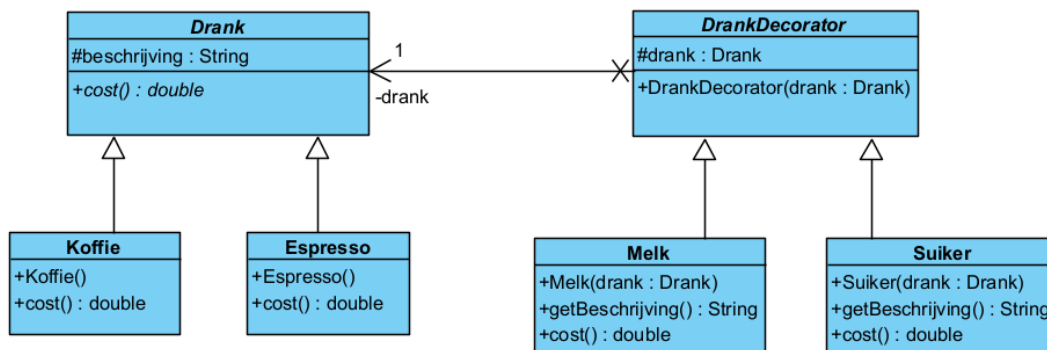 Drank
#beschrijving : String
+cost() : double
1
-drank
DrankDecorator
#drank : Drank
+DrankDecorator(drank : Drank)
Koffie
+Koffie()
+cost() : double
Espresso
+Espresso()
+cost() : double
Melk
+Melk(drank : Drank)
+getBeschrijving() : String
+cost() : double
Suiker
+Suiker(drank : Drank)
+getBeschrijving() : String
+cost() : double